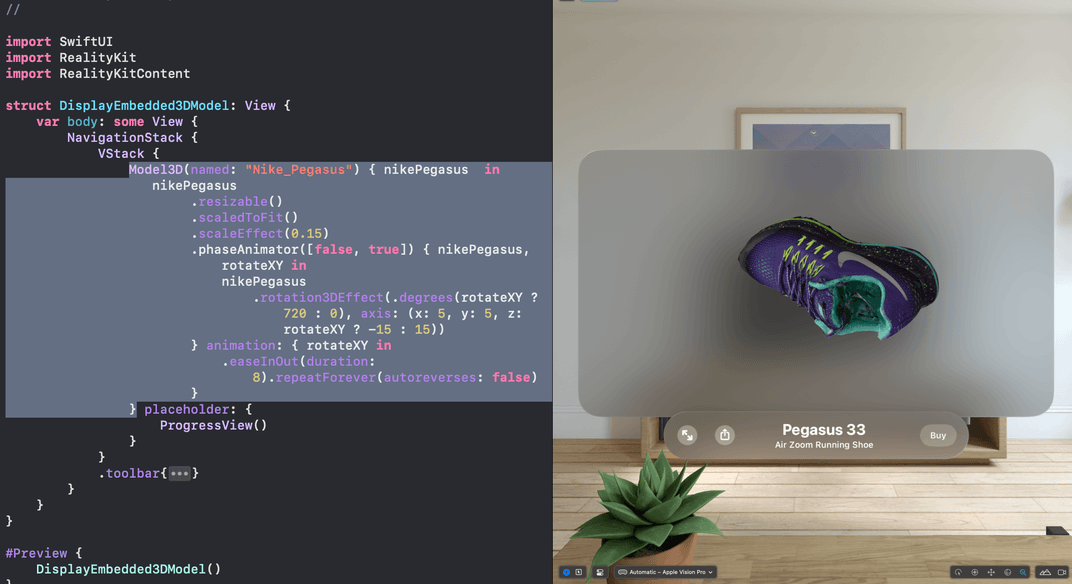 //
import SwiftUI
import RealityKit
import RealityKitContent
struct DisplayEmbedded3DModel: View {
var body: some View {
NavigationStack {
VStack {
Model3D(named: "Nike_Pegasus") { nikePegasus in
nikePegasus
.resizable()
.scaledToFit()
.scaleEffect(0.15)
.phaseAnimator([false, true]) { nikePegasus,
rotateXY in
nikePegasus
.rotation3DEffect(.degrees(rotateXY ?
720 : 0), axis: (x: 5, y: 5, z:
rotateXY ? -15 : 15))
} animation: { rotateXY in
.easeInOut(duration:
8).repeatForever(autoreverses: false)
}
} placeholder: {
ProgressView()
}
}
.toolbar{•••}
}
}
}
#Preview {
DisplayEmbedded3DModel()
Pegasus 33
Air Zoom Running Shoe
Buy
Automatic – Apple Vision Pro